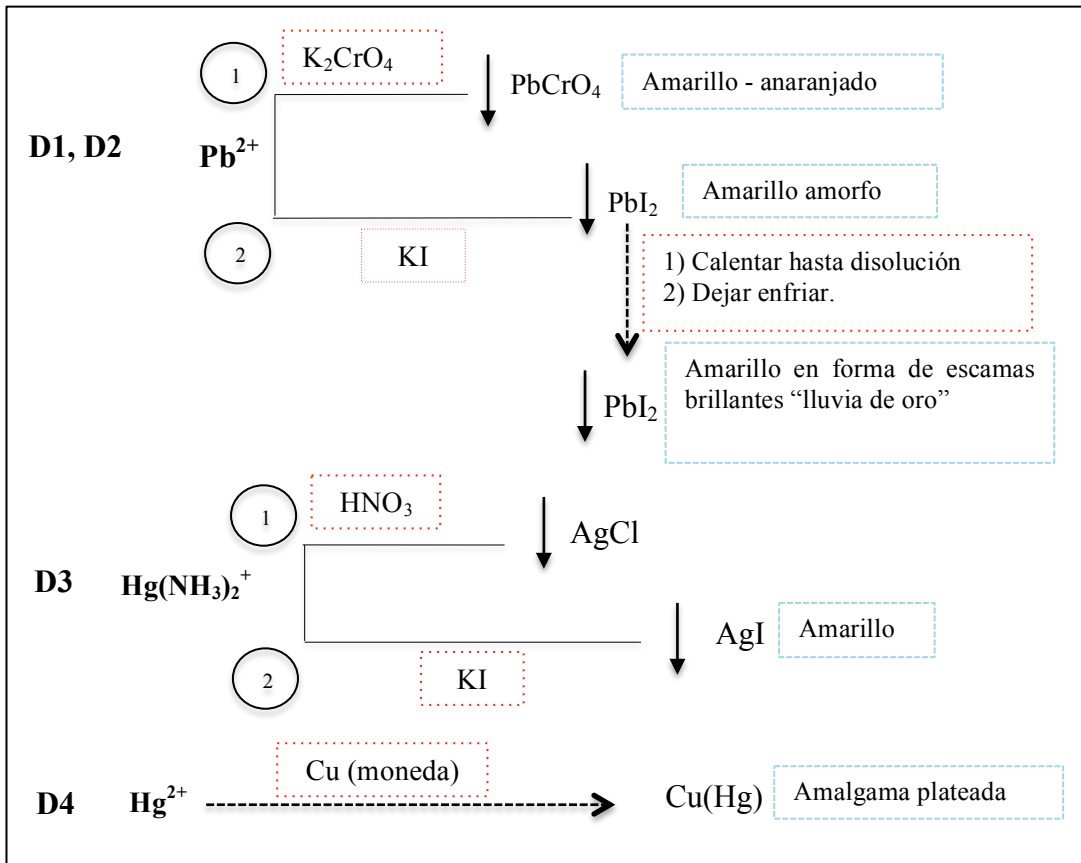 1
K₂CrO₄
PbCrO₄
Amarillo - anaranjado
D1, D2
Pb²⁺
PbI₂
Amarillo amorfo
2
KI
1) Calentar hasta disolución
2) Dejar enfriar.
PbI₂
Amarillo en forma de escamas
brillantes “lluvia de oro”
1
HNO₃
AgCl
D3
Hg(NH₃)₂⁺
AgI
Amarillo
2
KI
Cu (moneda)
D4
Hg²⁺
Cu(Hg)
Amalgama plateada